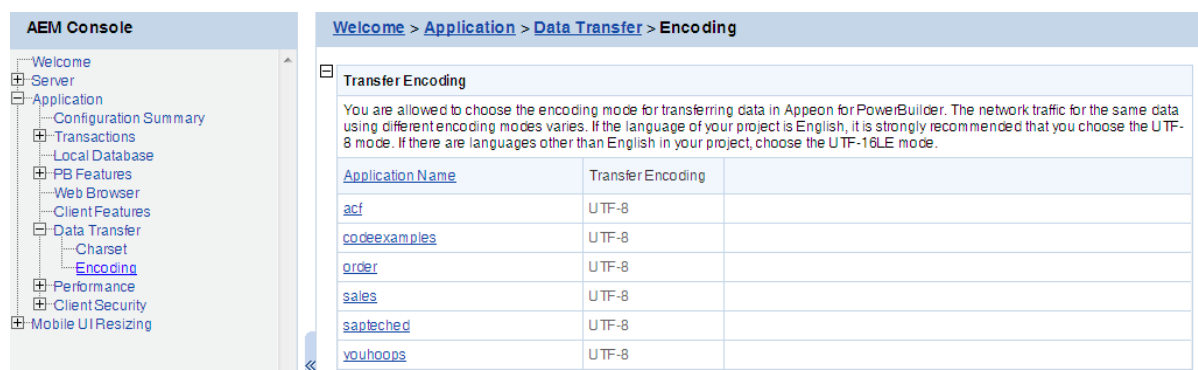 AEM Console
Welcome
Server
Application
Configuration Summary
Transactions
Local Database
PB Features
Web Browser
Client Features
Data Transfer
Charset
Encoding
Performance
Client Security
Mobile UI Resizing
Welcome > Application > Data Transfer > Encoding
Transfer Encoding
You are allowed to choose the encoding mode for transferring data in Appeon for PowerBuilder. The network traffic for the same data
using different encoding modes varies. If the language of your project is English, it is strongly recommended that you choose the UTF-
8 mode. If there are languages other than English in your project, choose the UTF-16LE mode.
Application Name Transfer Encoding
acf UTF-8
codeexamples UTF-8
order UTF-8
sales UTF-8
sapteched UTF-8
youhoops UTF-8